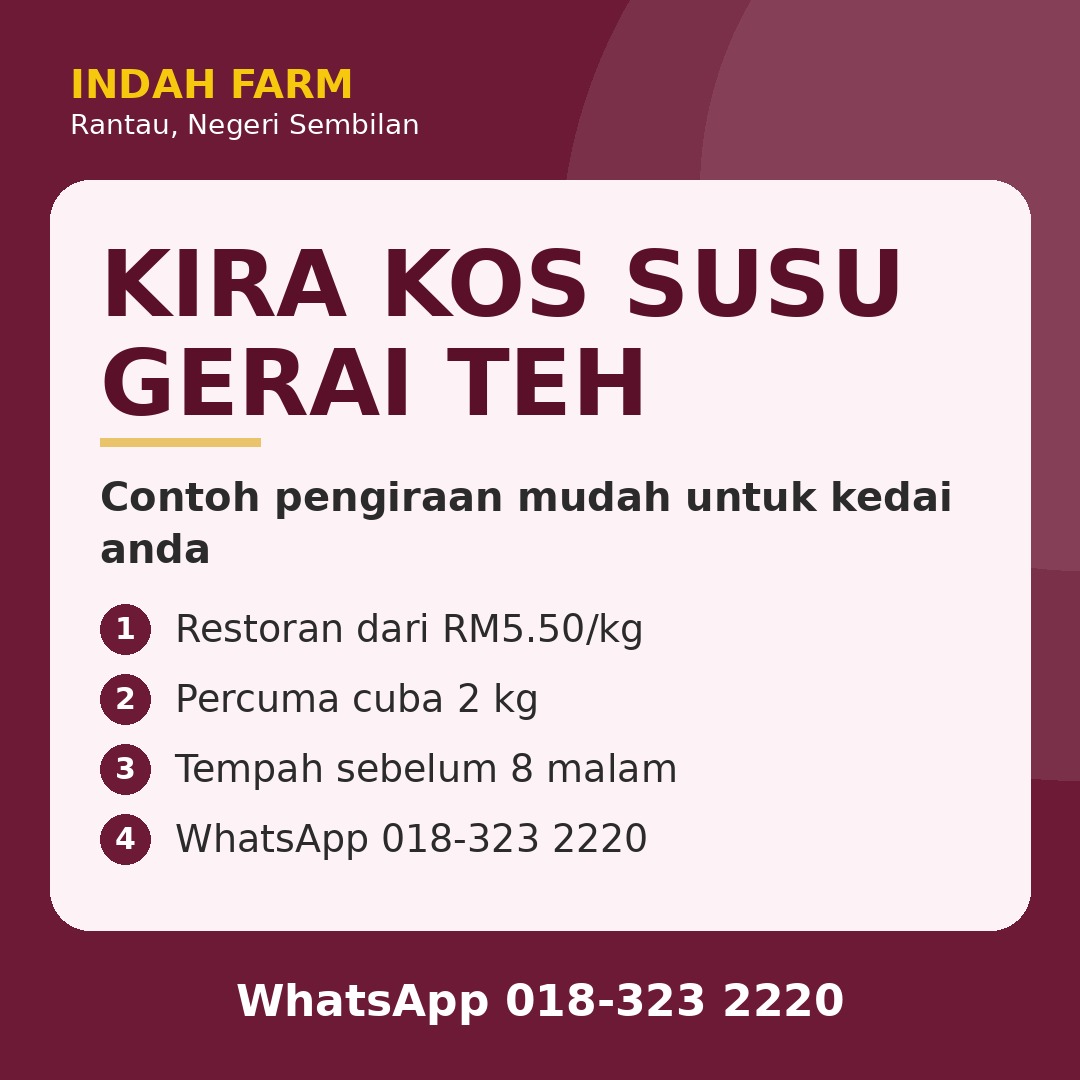 INDAH FARM
Rantau, Negeri Sembilan
KIRA KOS SUSU
GERAI TEH
Contoh pengiraan mudah untuk kedai
anda
1 Restoran dari RM5.50/kg
2 Percuma cuba 2 kg
3 Tempah sebelum 8 malam
4 WhatsApp 018-323 2220
WhatsApp 018-323 2220